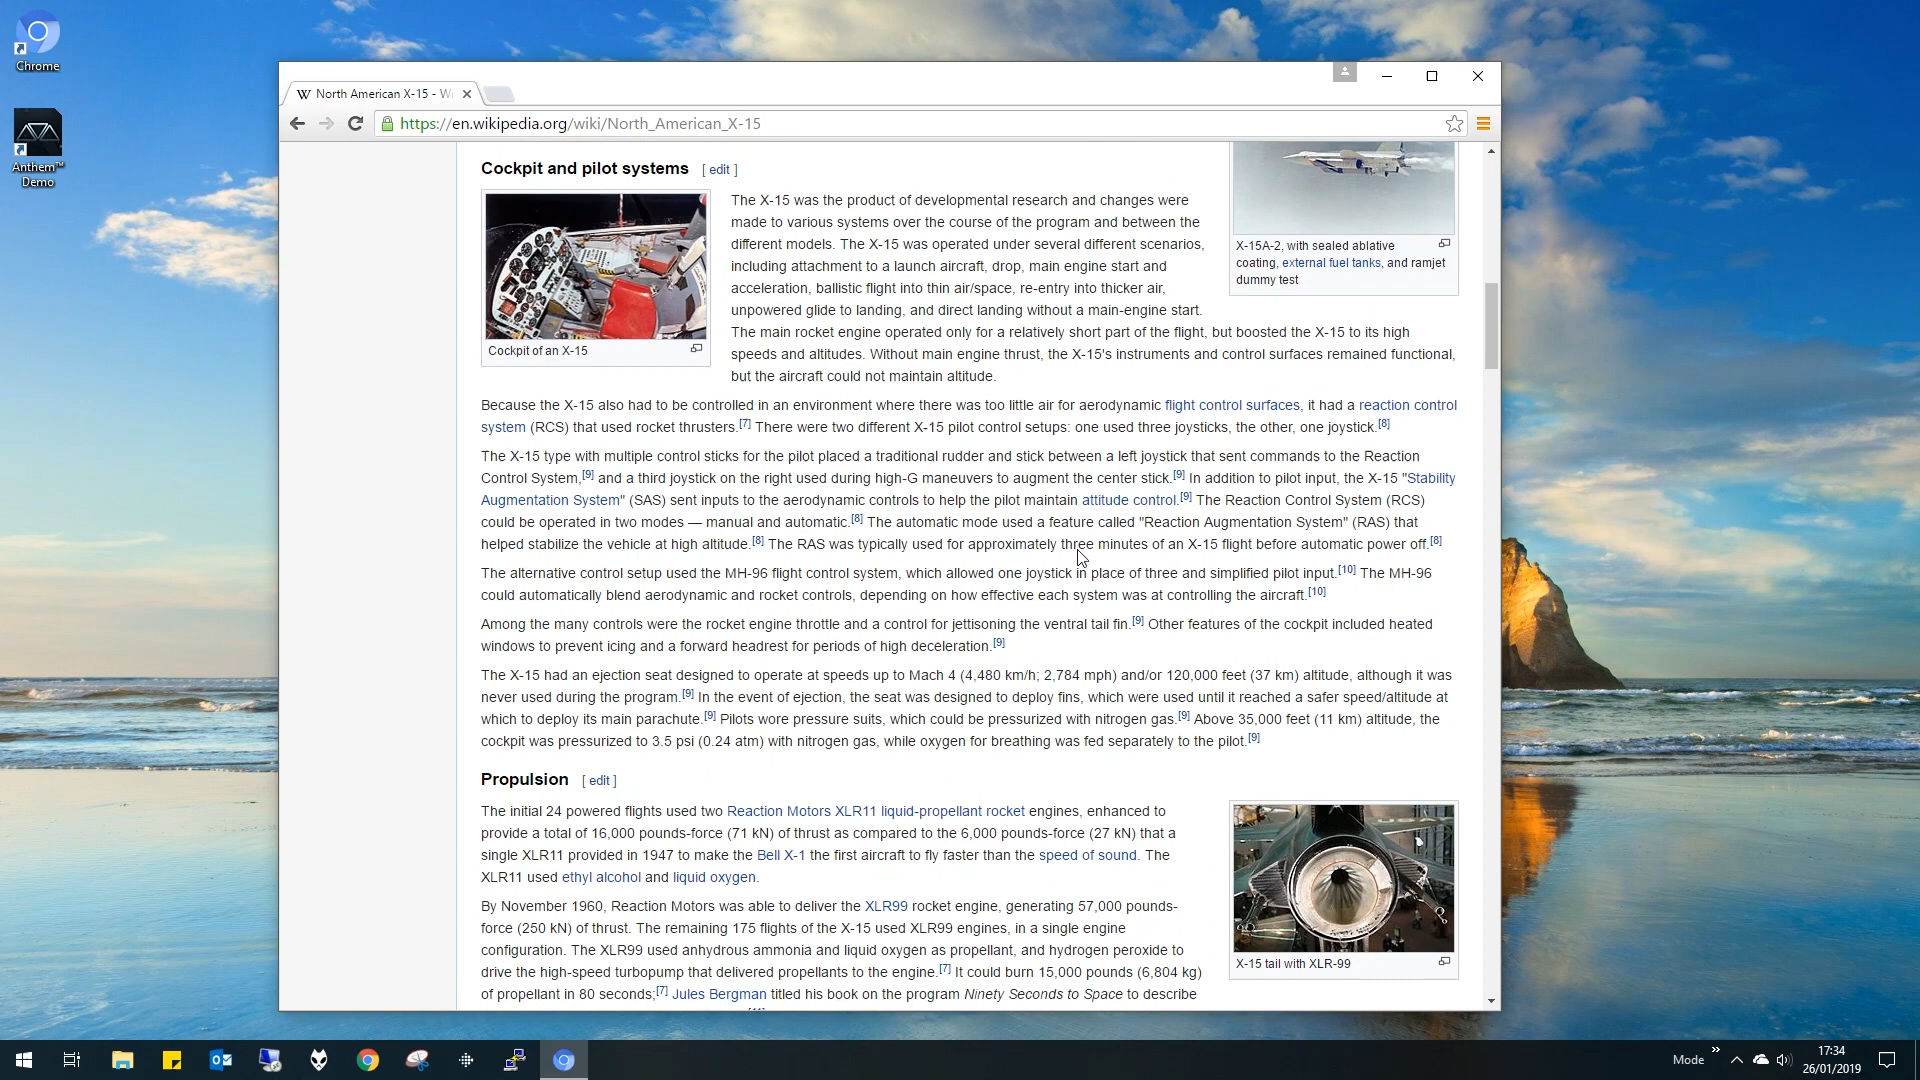 Chrome
Anthem™
Demo
North American X-15 - W
https://en.wikipedia.org/wiki/North_American_X-15
Cockpit and pilot systems [ edit ]
Cockpit of an X-15
The X-15 was the product of developmental research and changes were
made to various systems over the course of the program and between the
different models. The X-15 was operated under several different scenarios,
including attachment to a launch aircraft, drop, main engine start and
acceleration, ballistic flight into thin air/space, re-entry into thicker air,
unpowered glide to landing, and direct landing without a main-engine start.
The main rocket engine operated only for a relatively short part of the flight, but boosted the X-15 to its high
speeds and altitudes. Without main engine thrust, the X-15's instruments and control surfaces remained functional,
but the aircraft could not maintain altitude.
X-15A-2, with sealed ablative
coating, external fuel tanks, and ramjet
dummy test
Because the X-15 also had to be controlled in an environment where there was too little air for aerodynamic flight control surfaces, it had a reaction control
system (RCS) that used rocket thrusters.[7] There were two different X-15 pilot control setups: one used three joysticks, the other, one joystick.[8]
The X-15 type with multiple control sticks for the pilot placed a traditional rudder and stick between a left joystick that sent commands to the Reaction
Control System,[9] and a third joystick on the right used during high-G maneuvers to augment the center stick.[9] In addition to pilot input, the X-15 "Stability
Augmentation System" (SAS) sent inputs to the aerodynamic controls to help the pilot maintain attitude control.[9] The Reaction Control System (RCS)
could be operated in two modes — manual and automatic.[8] The automatic mode used a feature called "Reaction Augmentation System" (RAS) that
helped stabilize the vehicle at high altitude.[8] The RAS was typically used for approximately three minutes of an X-15 flight before automatic power off.[8]
The alternative control setup used the MH-96 flight control system, which allowed one joystick in place of three and simplified pilot input.[10] The MH-96
could automatically blend aerodynamic and rocket controls, depending on how effective each system was at controlling the aircraft.[10]
Among the many controls were the rocket engine throttle and a control for jettisoning the ventral tail fin.[9] Other features of the cockpit included heated
windows to prevent icing and a forward headrest for periods of high deceleration.[9]
The X-15 had an ejection seat designed to operate at speeds up to Mach 4 (4,480 km/h; 2,784 mph) and/or 120,000 feet (37 km) altitude, although it was
never used during the program.[9] In the event of ejection, the seat was designed to deploy fins, which were used until it reached a safer speed/altitude at
which to deploy its main parachute.[9] Pilots wore pressure suits, which could be pressurized with nitrogen gas.[9] Above 35,000 feet (11 km) altitude, the
cockpit was pressurized to 3.5 psi (0.24 atm) with nitrogen gas, while oxygen for breathing was fed separately to the pilot.[9]
Propulsion [ edit ]
The initial 24 powered flights used two Reaction Motors XLR11 liquid-propellant rocket engines, enhanced to
provide a total of 16,000 pounds-force (71 kN) of thrust as compared to the 6,000 pounds-force (27 kN) that a
single XLR11 provided in 1947 to make the Bell X-1 the first aircraft to fly faster than the speed of sound. The
XLR11 used ethyl alcohol and liquid oxygen.
By November 1960, Reaction Motors was able to deliver the XLR99 rocket engine, generating 57,000 pounds-
force (250 kN) of thrust. The remaining 175 flights of the X-15 used XLR99 engines, in a single engine
configuration. The XLR99 used anhydrous ammonia and liquid oxygen as propellant, and hydrogen peroxide to
drive the high-speed turbopump that delivered propellants to the engine.[7] It could burn 15,000 pounds (6,804 kg)
of propellant in 80 seconds;[7] Jules Bergman titled his book on the program Ninety Seconds to Space to describe
X-15 tail with XLR-99
Mode
17:34
26/01/2019